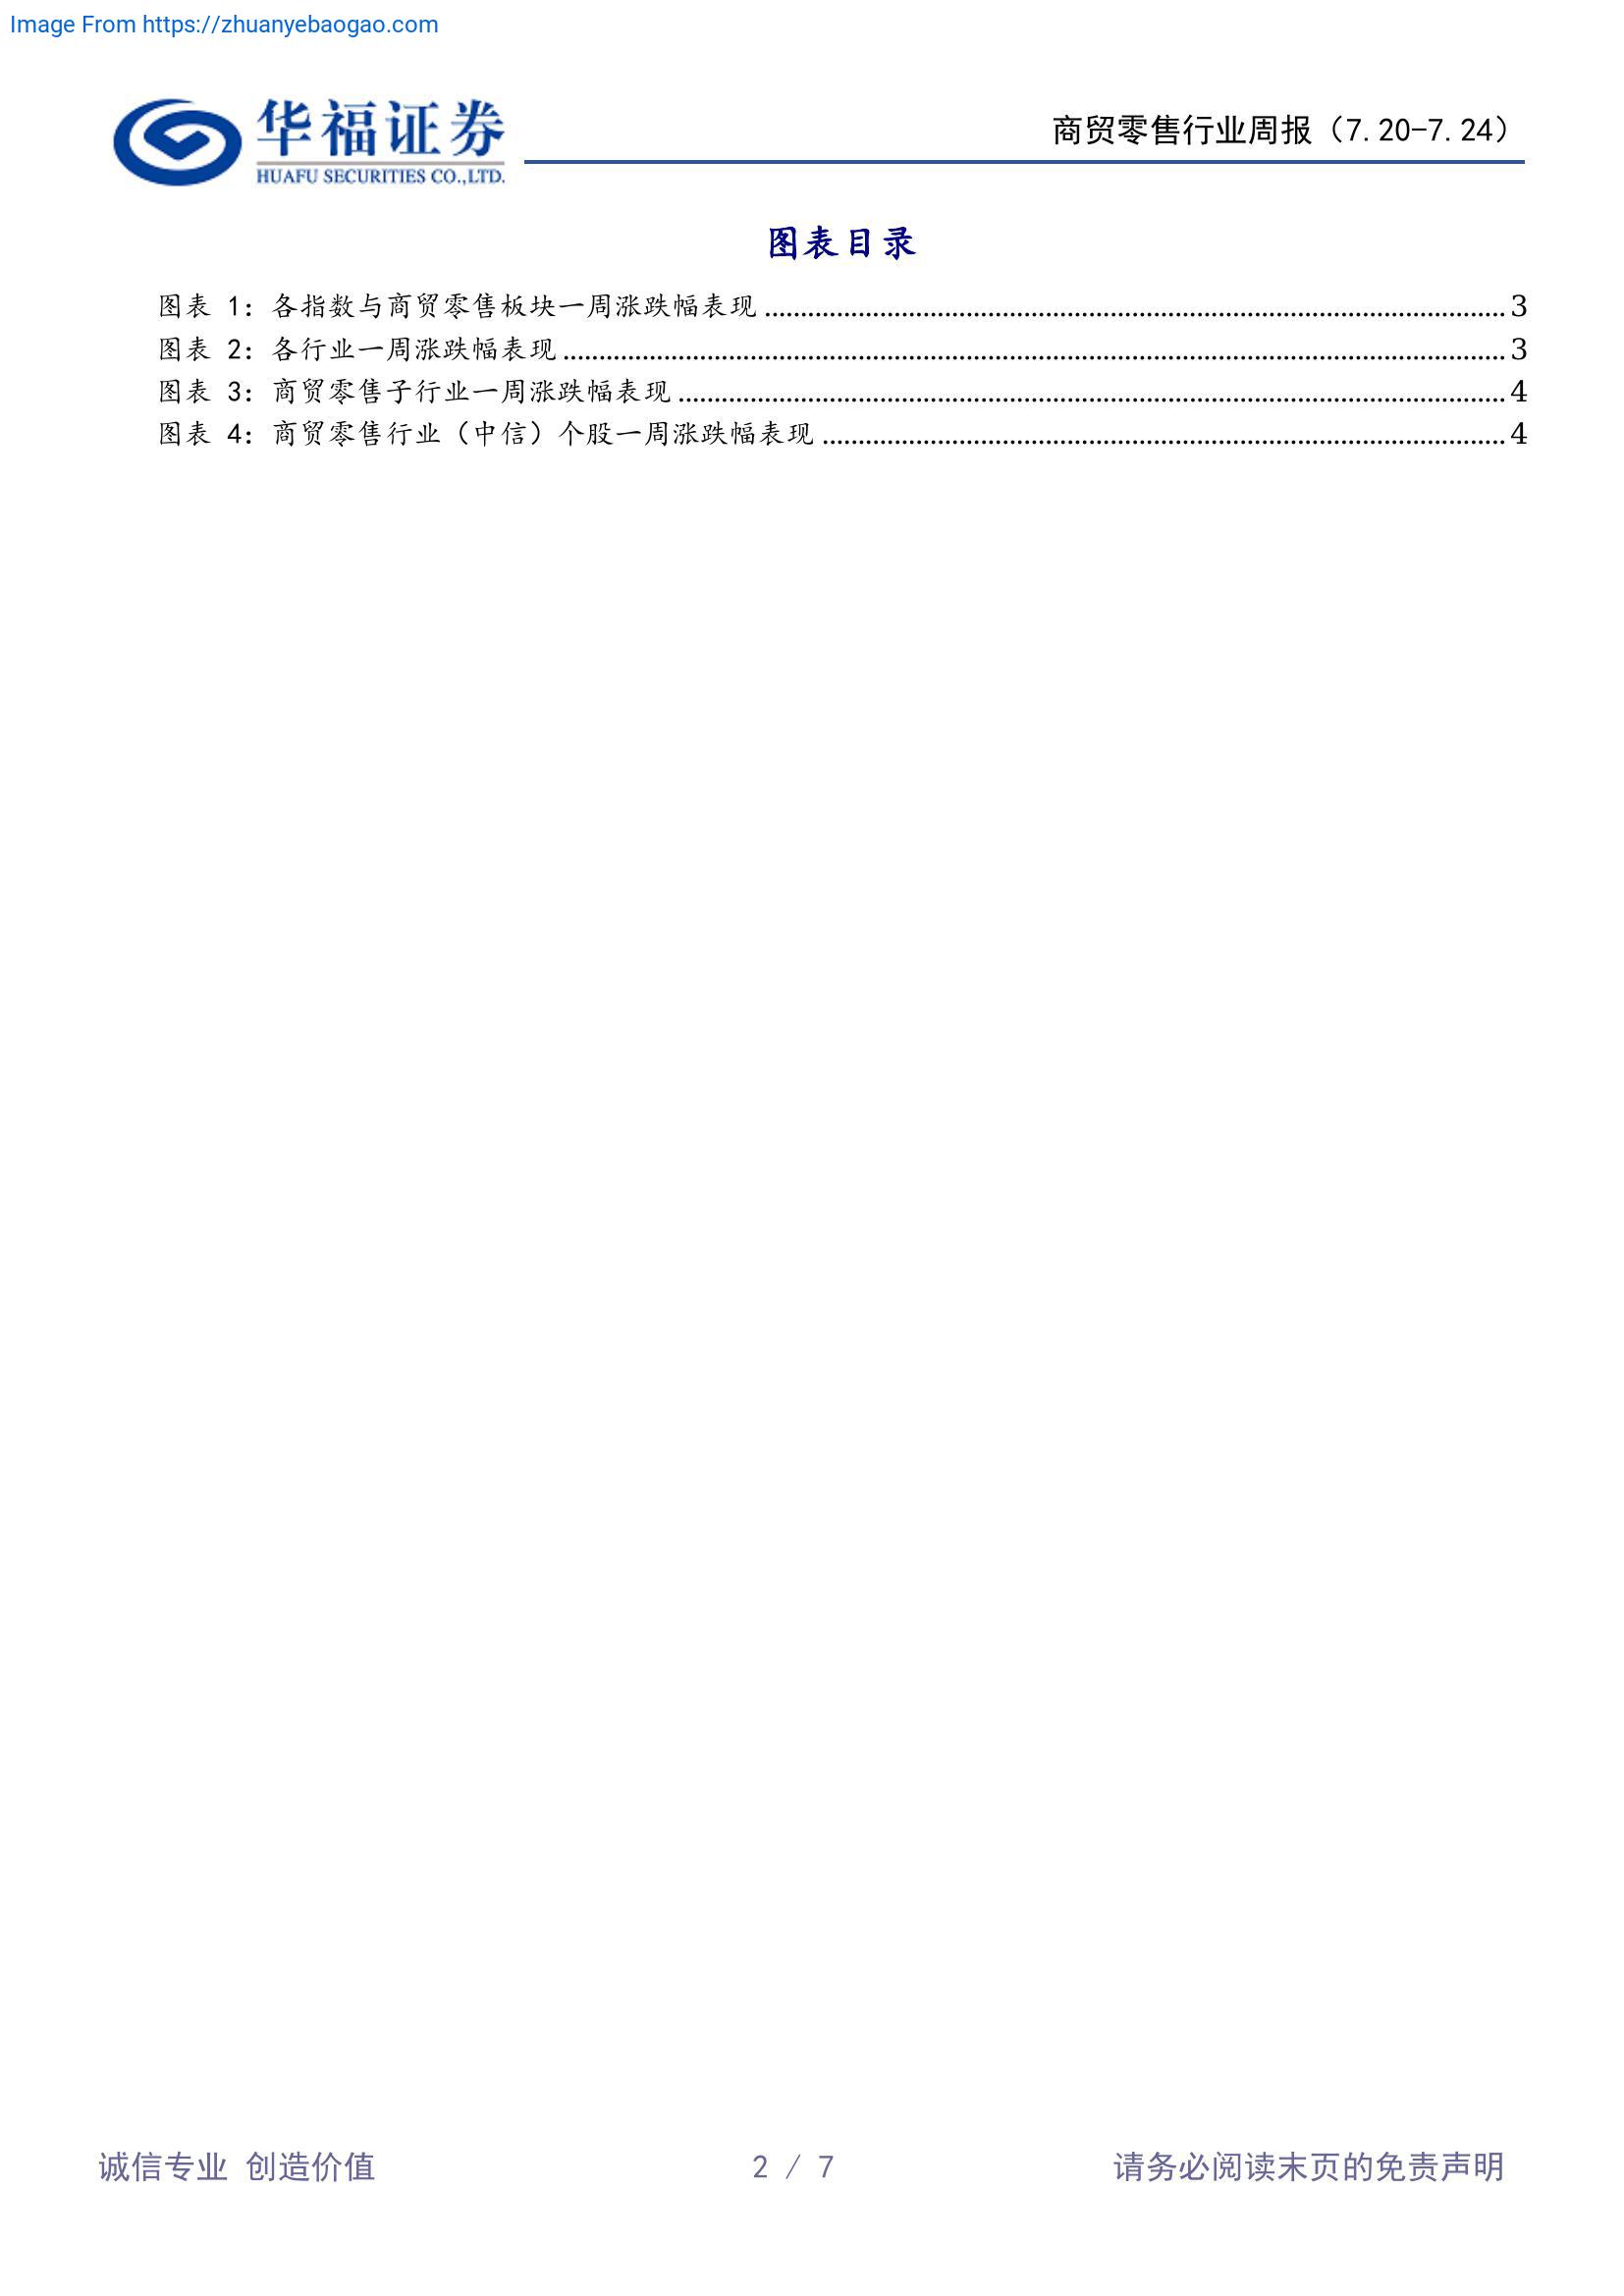 Image From https://zhuanyebaogao.com
华福证券
HUAFU SECURITIES CO.,LTD.
商贸零售行业周报（7.20-7.24）
图表目录
图表 1：各指数与商贸零售板块一周涨跌幅表现 3
图表 2：各行业一周涨跌幅表现 3
图表 3：商贸零售子行业一周涨跌幅表现 4
图表 4：商贸零售行业（中信）个股一周涨跌幅表现 4
诚信专业 创造价值 2 / 7 请务必阅读末页的免责声明